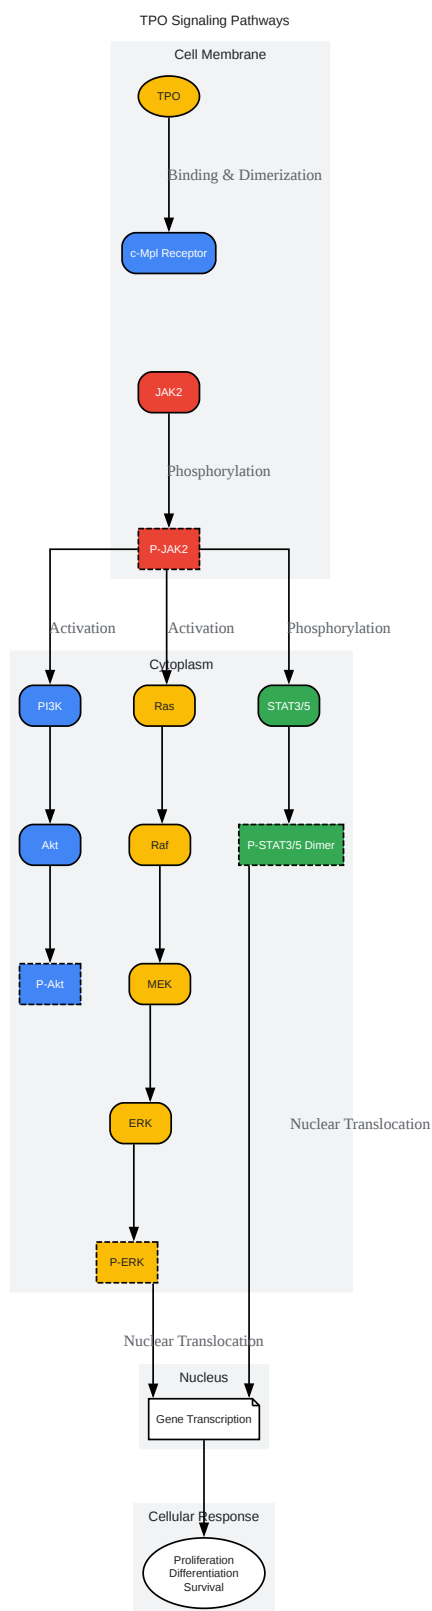 TPO Signaling Pathways
Cell Membrane
TPO
Binding & Dimerization
c-Mpl Receptor
JAK2
Phosphorylation
P-JAK2
Activation
Activation
Phosphorylation
Cytoplasm
PI3K
Ras
STAT3/5
Akt
Raf
P-STAT3/5 Dimer
P-Akt
MEK
ERK
Nuclear Translocation
P-ERK
Nuclear Translocation
Nucleus
Gene Transcription
Cellular Response
Proliferation
Differentiation
Survival